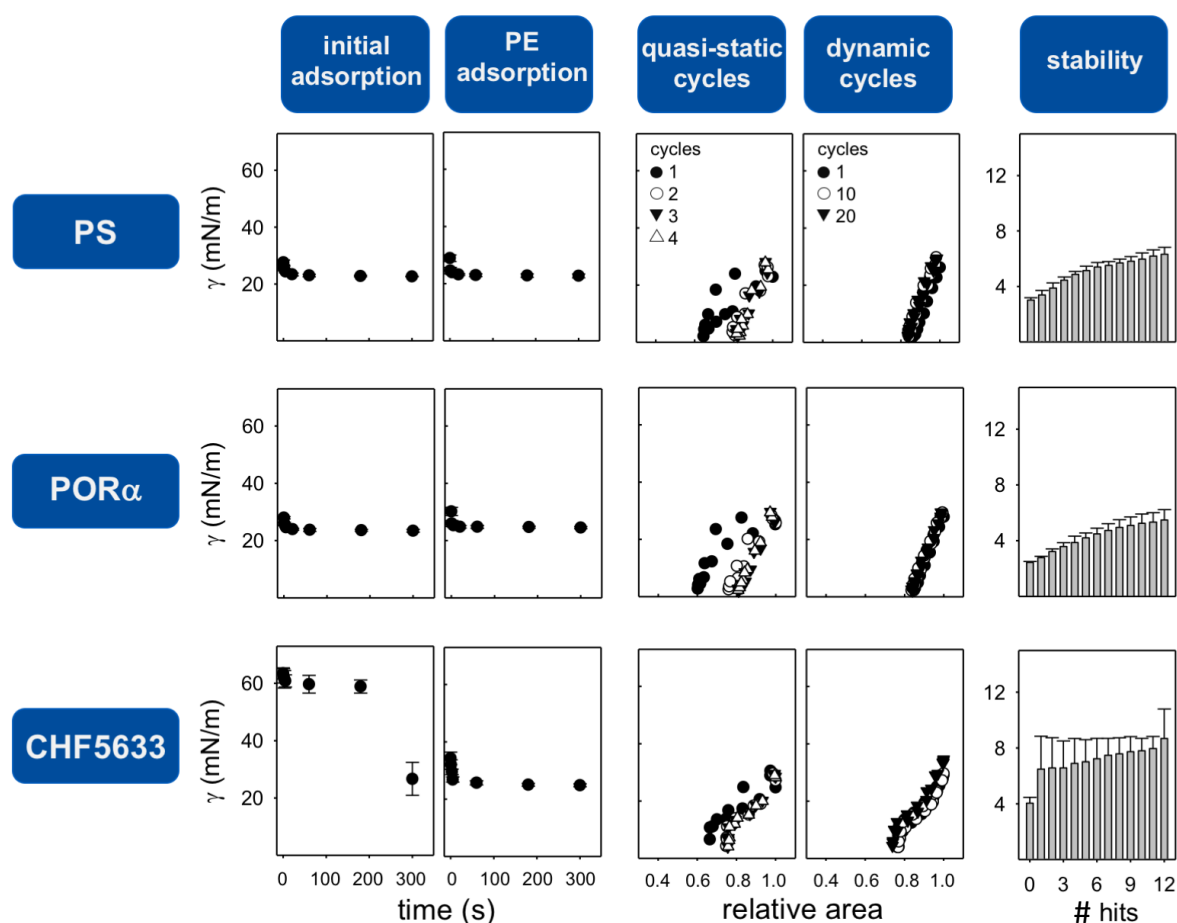 initial
adsorption
PE
adsorption
quasi-static
cycles
dynamic
cycles
stability
PS
γ (mN/m)
60
40
20
cycles
1
2
3
4
cycles
1
10
20
12
8
4
PORα
γ (mN/m)
60
40
20
12
8
4
CHF5633
γ (mN/m)
60
40
20
12
8
4
0 100 200 300
0 100 200 300
0.4 0.6 0.8 1.0
0.4 0.6 0.8 1.0
0 3 6 9 12
time (s)
relative area
# hits